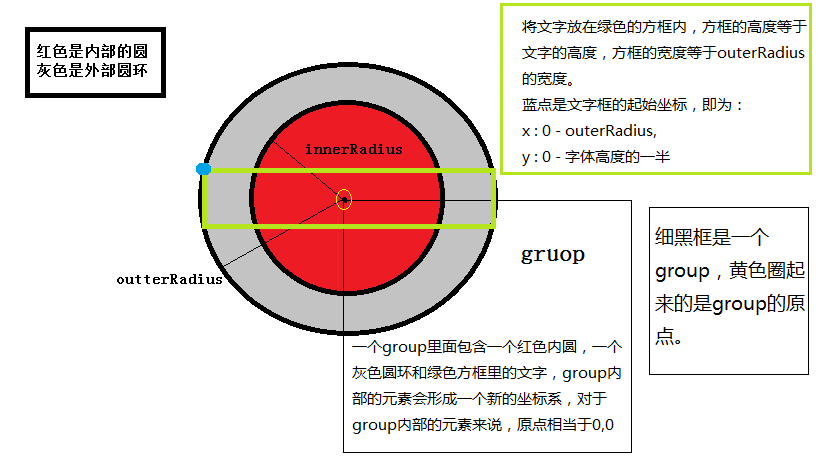 红色是内部的圆
灰色是外部圆环
将文字放在绿色的方框内，方框的高度等于
文字的高度，方框的宽度等于outerRadius
的宽度。
蓝点是文字框的起始坐标，即为：
x : 0 - outerRadius,
y : 0 - 字体高度的一半
innerRadius
outterRadius
gruop
细黑框是一个
group，黄色圈起
来的是group的原
点。
一个group里面包含一个红色内圆，一个
灰色圆环和绿色方框里的文字，group内
部的元素会形成一个新的坐标系，对于
group内部的元素来说，原点相当于0,0